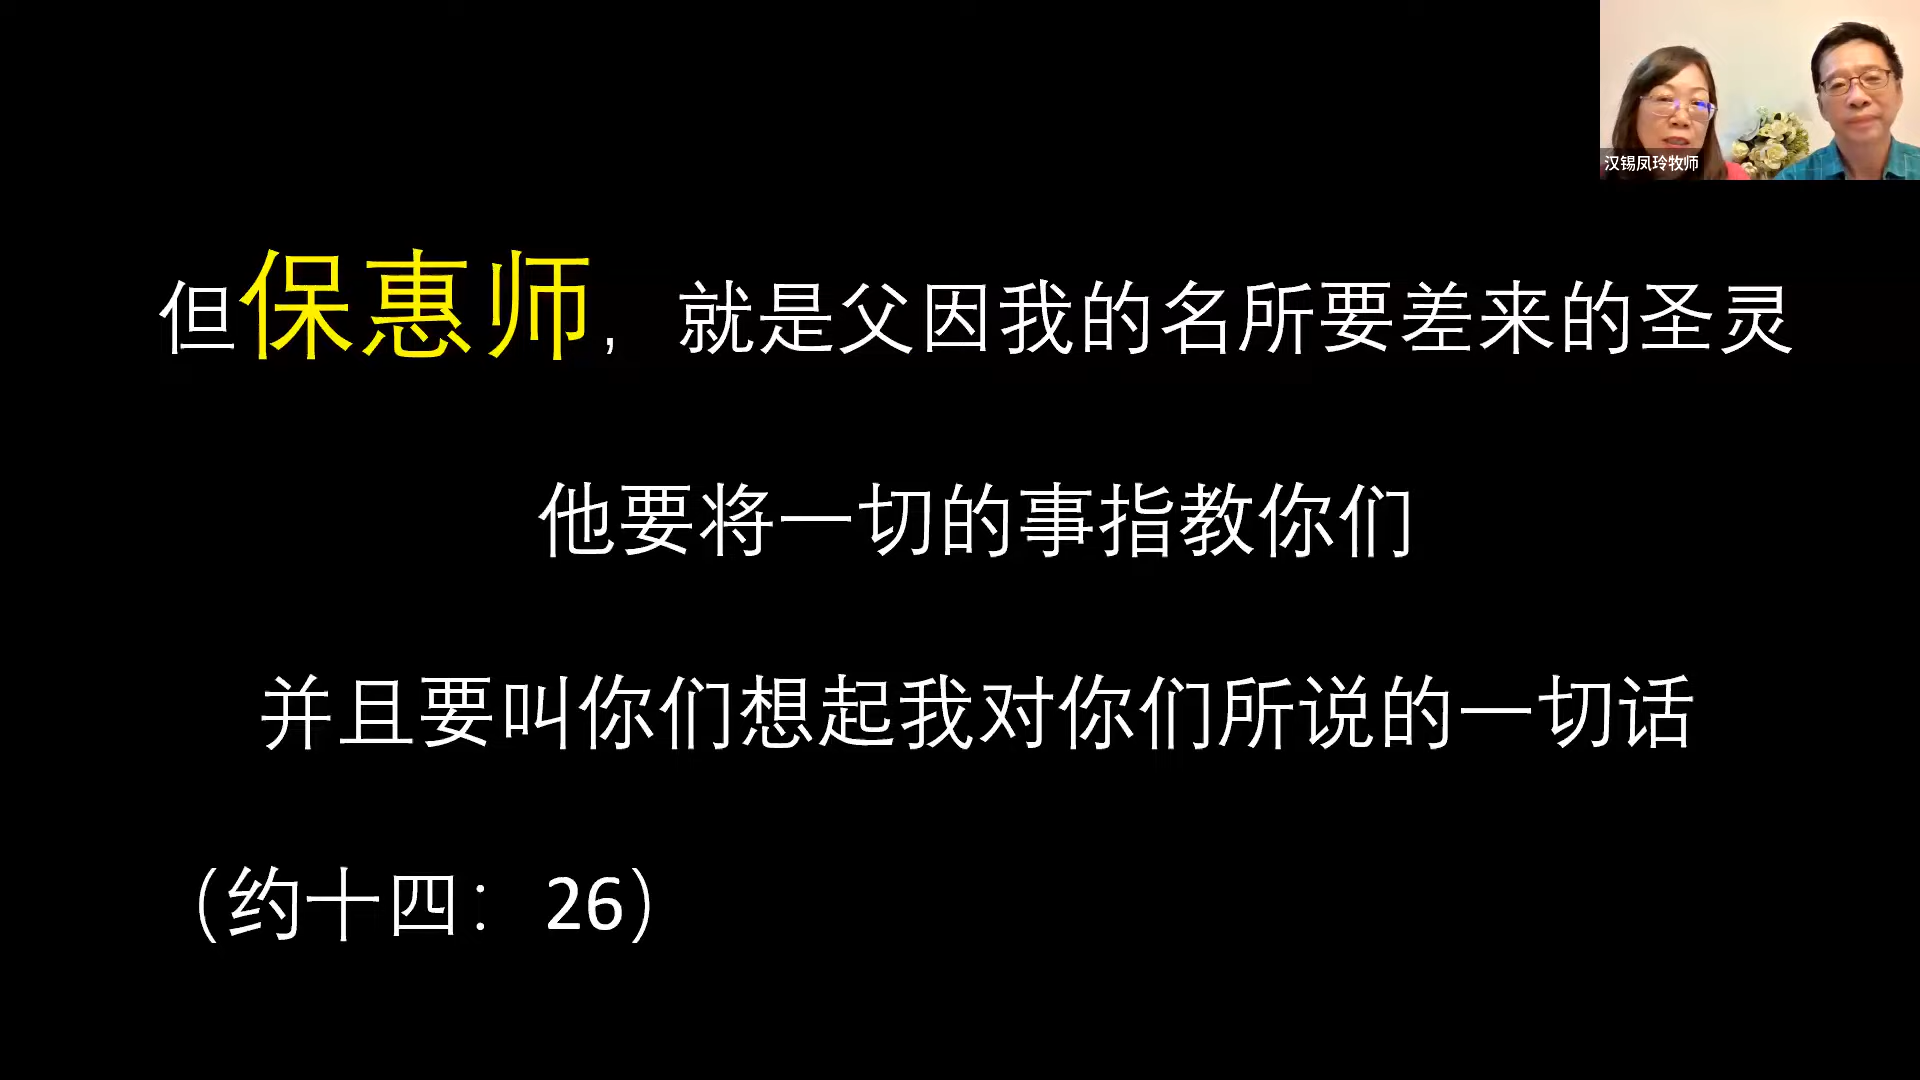 汉锡凤玲牧师
但保惠师，就是父因我的名所要差来的圣灵
他要将一切的事指教你们
并且要叫你们想起我对你们所说的一切话
（约十四：26）